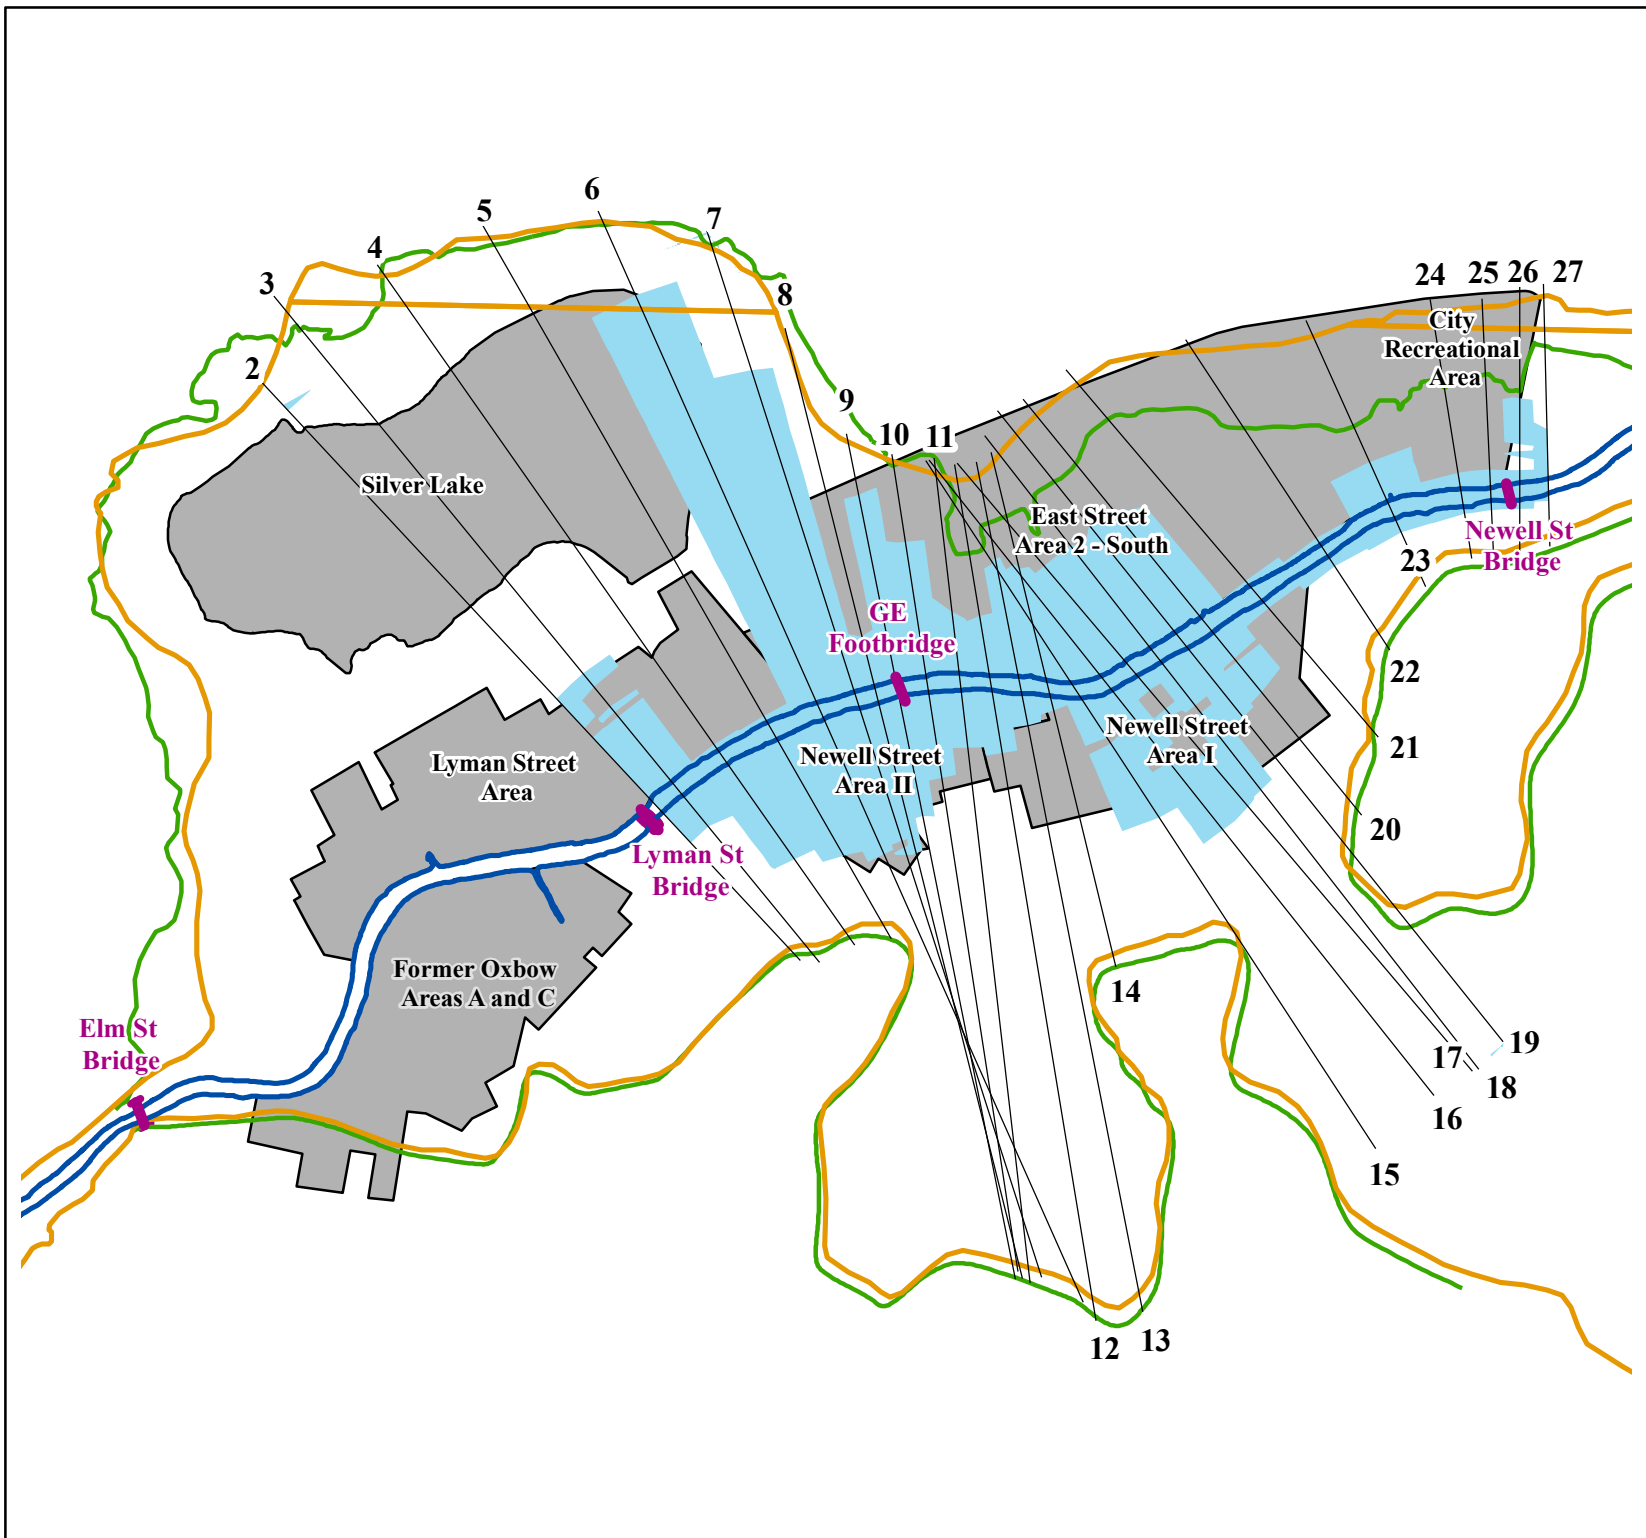 6
7
5
4
3
8
24
25
26
27
City
Recreational
Area
2
9
10
11
Silver Lake
East Street
Area 2 - South
Newell St
Bridge
23
GE
Footbridge
22
Newell Street
Area I
21
Newell Street
Area II
Lyman Street
Area
20
Lyman St
Bridge
Former Oxbow
Areas A and C
14
Elm St
Bridge
19
17
18
16
15
12
13